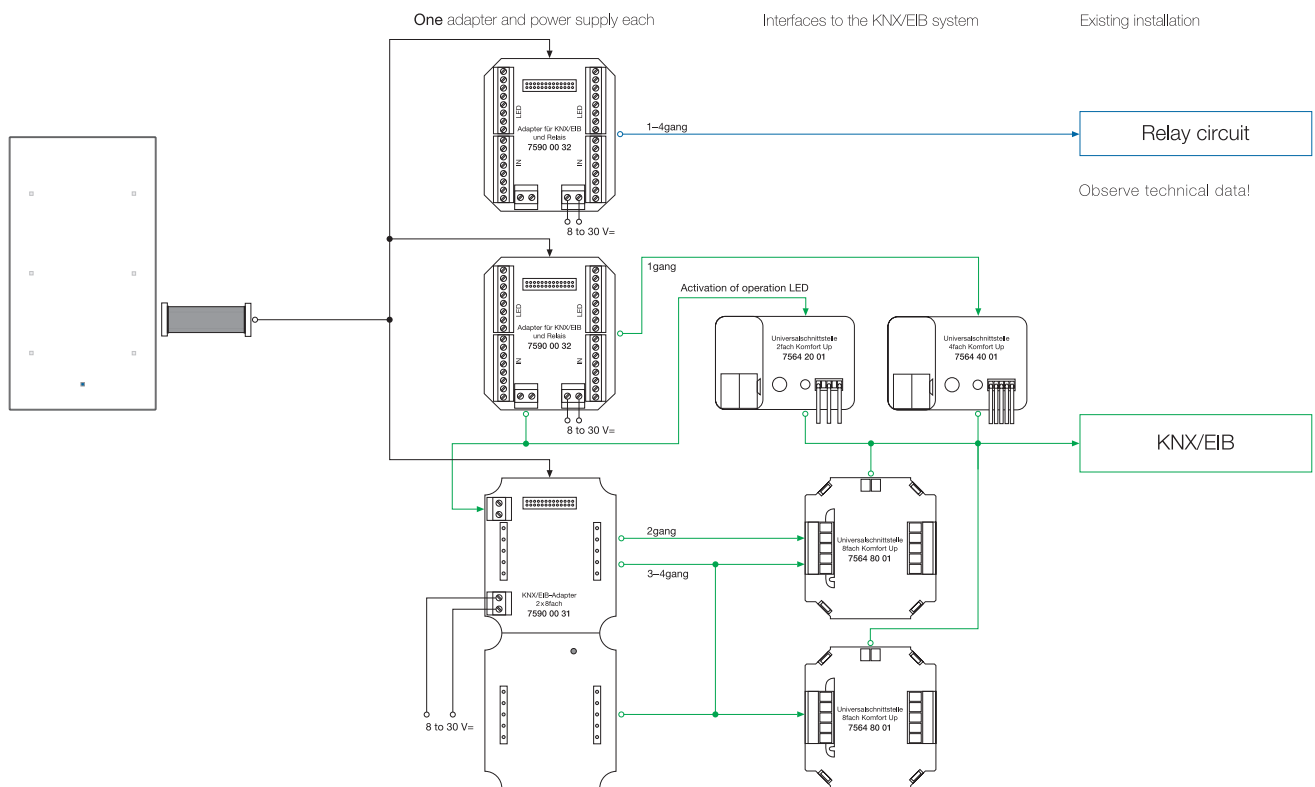 One adapter and power supply each
Interfaces to the KNX/EIB system
Existing installation
LED
LED
Adapter für KNX/EIB
und Relais
7590 00 32
IN
IN
8 to 30 V=
1–4gang
Relay circuit
Observe technical data!
LED
LED
Adapter für KNX/EIB
und Relais
7590 00 32
IN
IN
8 to 30 V=
1gang
Activation of operation LED
Universalschnittstelle
2fach Komfort Up
7564 20 01
Universalschnittstelle
4fach Komfort Up
7564 40 01
KNX/EIB
2gang
3–4gang
KNX/EIB-Adapter
2x8fach
7590 00 31
8 to 30 V=
Universalschnittstelle
8fach Komfort Up
7564 80 01
Universalschnittstelle
8fach Komfort Up
7564 80 01